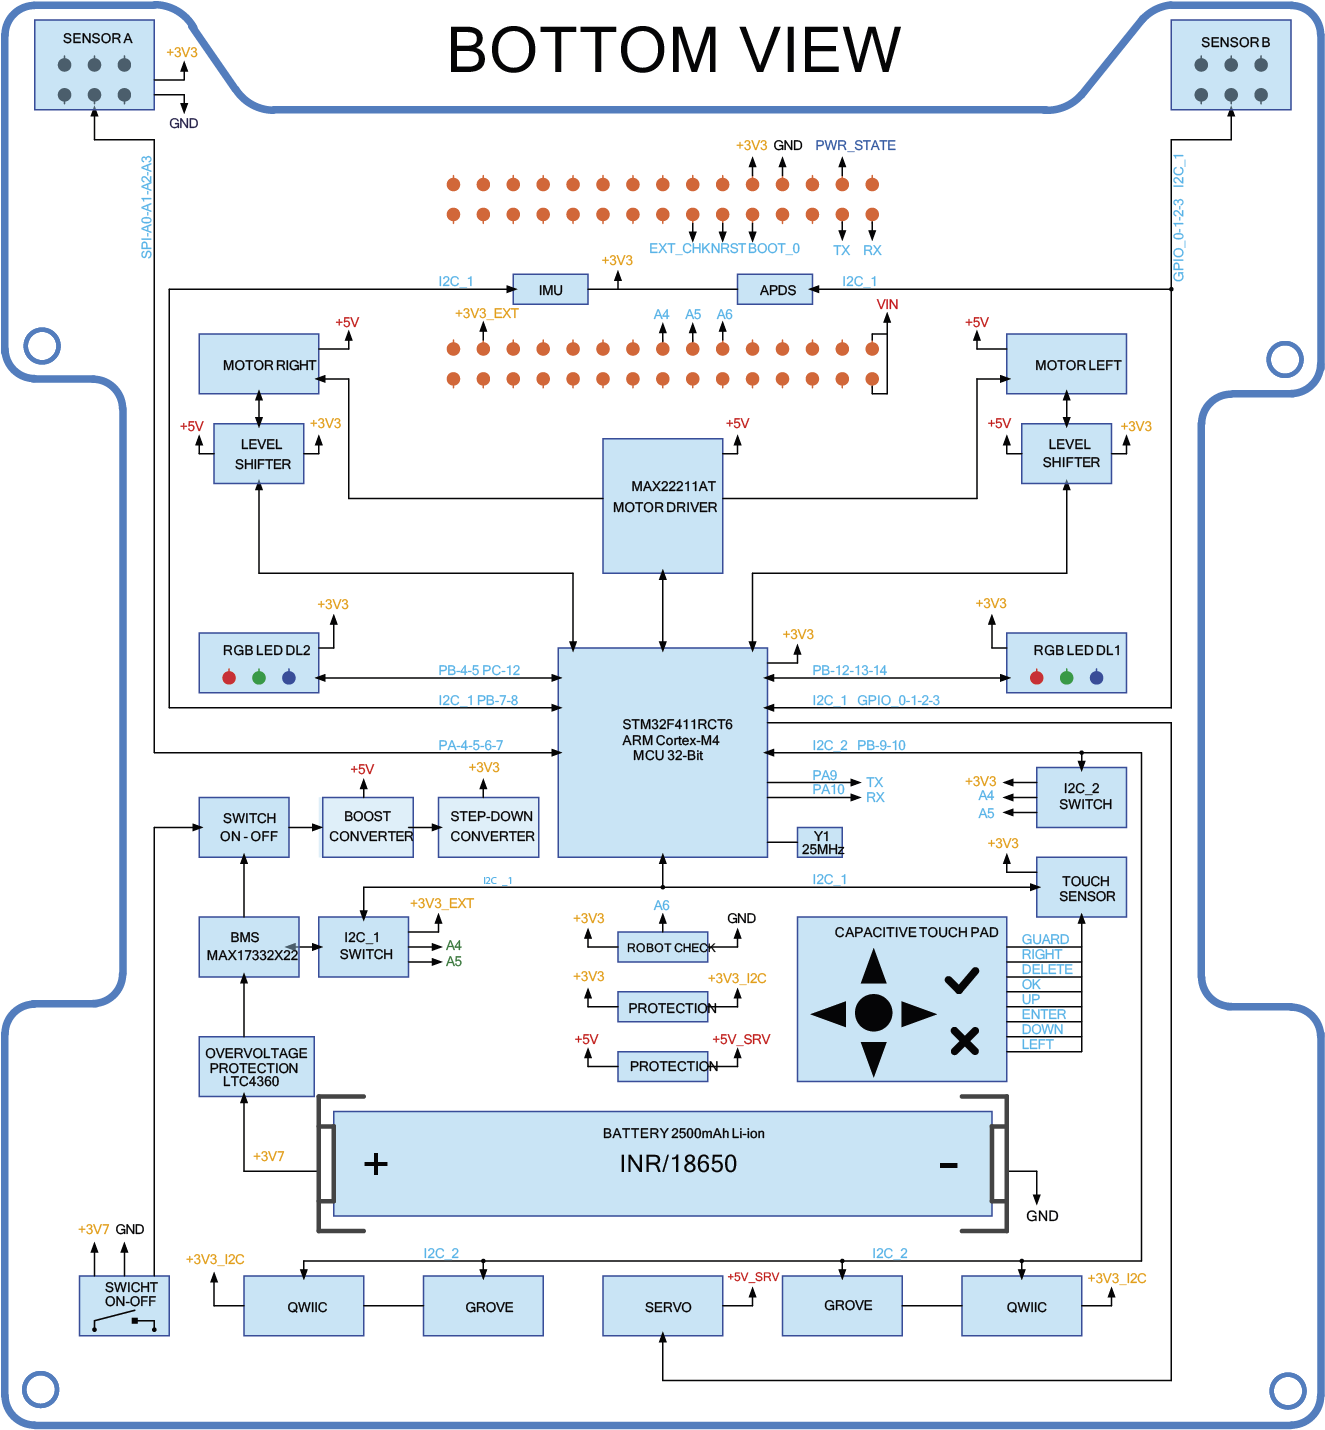 BOTTOM VIEW
SENSOR A
+3V3
GND
SENSOR B
SPI-A0-A1-A2-A3
GPIO_0-1-2-3 I2C_1
+3V3 GND PWR_STATE
EXT_CHK NRST BOOT_0 TX RX
I2C_1
IMU
+3V3
APDS
I2C_1
+3V3_EXT
A4 A5 A6
VIN
MOTOR RIGHT
+5V
+5V
MOTOR LEFT
+5V
LEVEL
SHIFTER
+3V3
+5V
LEVEL
SHIFTER
+3V3
+5V
MAX22211AT
MOTOR DRIVER
+3V3
RGB LED DL2
+3V3
RGB LED DL1
+3V3
PB-4-5 PC-12
I2C_1 PB-7-8
PA-4-5-6-7
STM32F411RCT6
ARM Cortex-M4
MCU 32-Bit
PB-12-13-14
I2C_1 GPIO_0-1-2-3
I2C_2 PB-9-10
PA9 TX
PA10 RX
Y1
25MHz
+3V3
A4
A5
I2C_2
SWITCH
SWITCH
ON - OFF
+5V
BOOST
CONVERTER
+3V3
STEP-DOWN
CONVERTER
I2C _1
I2C_1
+3V3
TOUCH
SENSOR
BMS
MAX17332X22
I2C_1
SWITCH
+3V3_EXT
A4
A5
A6
+3V3
ROBOT CHECK
GND
+3V3
PROTECTION
+3V3_I2C
+5V
PROTECTION
+5V_SRV
CAPACITIVE TOUCH PAD
GUARD
RIGHT
DELETE
OK
UP
ENTER
DOWN
LEFT
OVERVOLTAGE
PROTECTION
LTC4360
+3V7
BATTERY 2500mAh Li-ion
+ INR/18650 -
GND
+3V7 GND
SWICHT
ON-OFF
+3V3_I2C
I2C_2
QWIIC
GROVE
SERVO
+5V_SRV
I2C_2
GROVE
QWIIC
+3V3_I2C